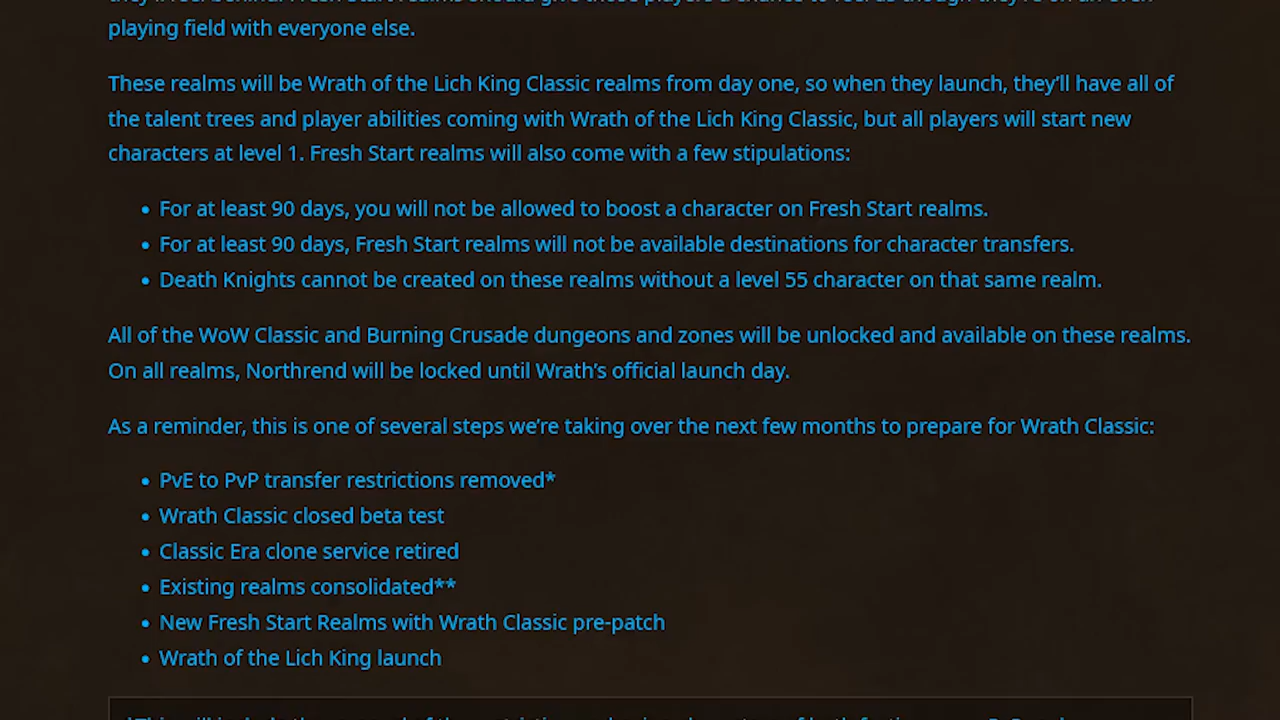 playing field with everyone else.
These realms will be Wrath of the Lich King Classic realms from day one, so when they launch, they'll have all of
the talent trees and player abilities coming with Wrath of the Lich King Classic, but all players will start new
characters at level 1. Fresh Start realms will also come with a few stipulations:
• For at least 90 days, you will not be allowed to boost a character on Fresh Start realms.
• For at least 90 days, Fresh Start realms will not be available destinations for character transfers.
• Death Knights cannot be created on these realms without a level 55 character on that same realm.
All of the WoW Classic and Burning Crusade dungeons and zones will be unlocked and available on these realms.
On all realms, Northrend will be locked until Wrath's official launch day.
As a reminder, this is one of several steps we’re taking over the next few months to prepare for Wrath Classic:
• PvE to PvP transfer restrictions removed*
• Wrath Classic closed beta test
• Classic Era clone service retired
• Existing realms consolidated**
• New Fresh Start Realms with Wrath Classic pre-patch
• Wrath of the Lich King launch